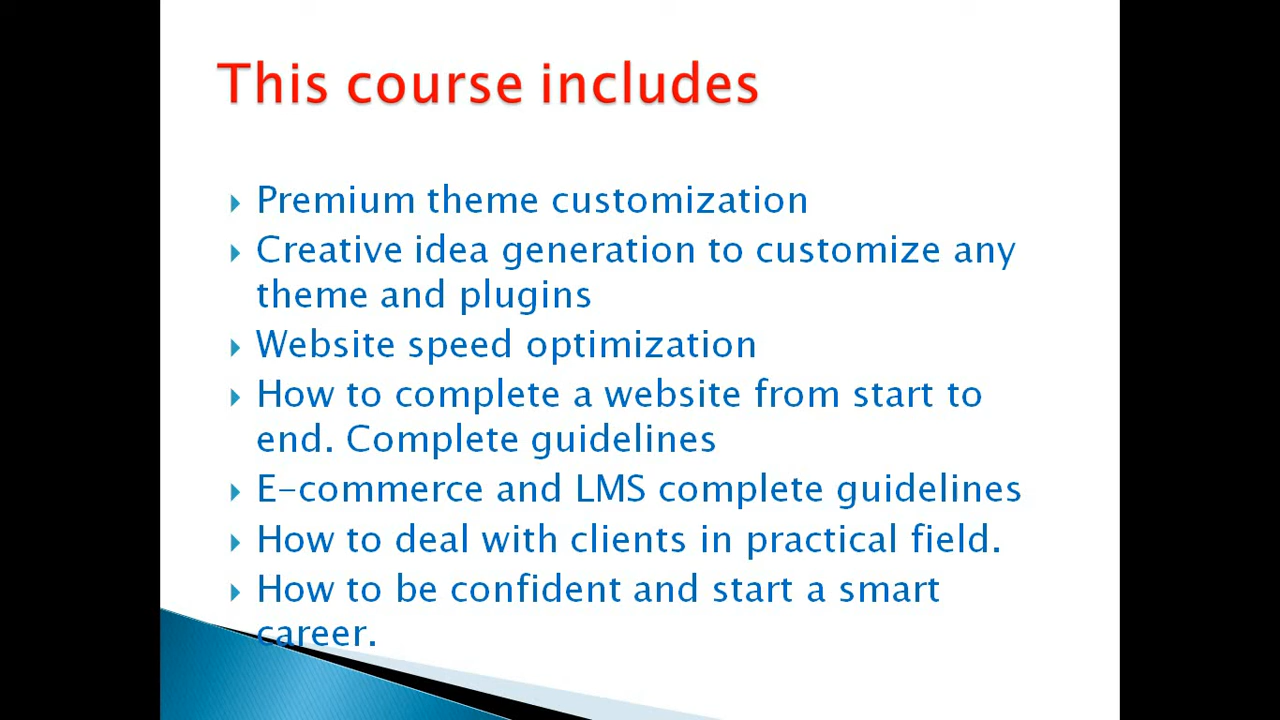 This course includes
Premium theme customization
Creative idea generation to customize any
theme and plugins
Website speed optimization
How to complete a website from start to
end. Complete guidelines
E-commerce and LMS complete guidelines
How to deal with clients in practical field.
How to be confident and start a smart
career.